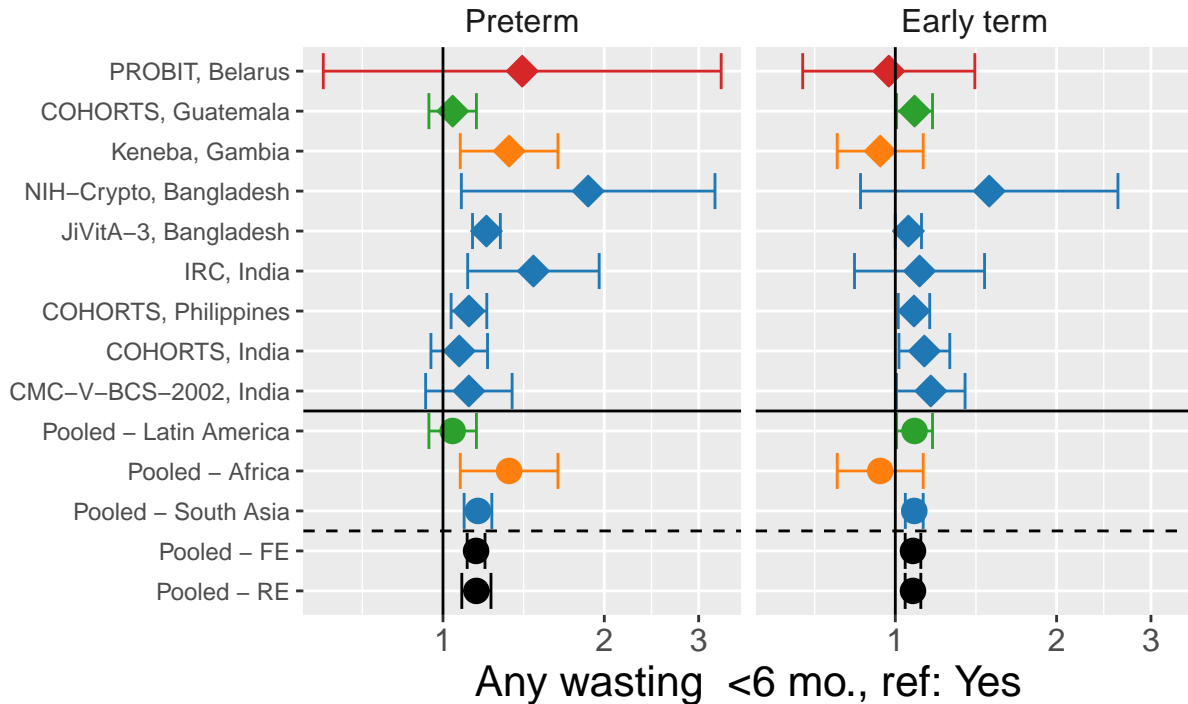 Preterm Early term
PROBIT, Belarus
COHORTS, Guatemala
Keneba, Gambia
NIH−Crypto, Bangladesh
JiVitA−3, Bangladesh
IRC, India
COHORTS, Philippines
COHORTS, India
CMC−V−BCS−2002, India
Pooled − Latin America
Pooled − Africa
Pooled − South Asia
Pooled − FE
Pooled − RE
1 2 3 1 2 3
Any wasting  <6 mo., ref: Yes